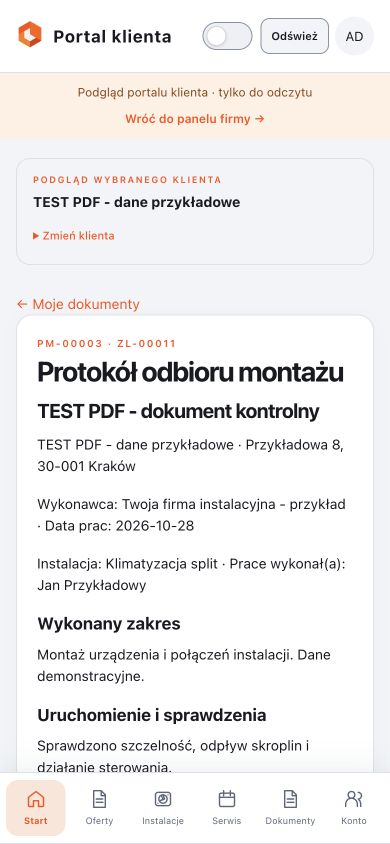 Portal klienta
Odśwież
AD
Podgląd portalu klienta · tylko do odczytu
Wróć do panelu firmy →
PODGLĄD WYBRANEGO KLIENTA
TEST PDF - dane przykładowe
▸ Zmień klienta
← Moje dokumenty
PM-00003 · ZL-00011
Protokół odbioru montażu
TEST PDF - dokument kontrolny
TEST PDF - dane przykładowe · Przykładowa 8,
30-001 Kraków
Wykonawca: Twoja firma instalacyjna - przykład
· Data prac: 2026-10-28
Instalacja: Klimatyzacja split · Prace wykonał(a):
Jan Przykładowy
Wykonany zakres
Montaż urządzenia i połączeń instalacji. Dane
demonstracyjne.
Uruchomienie i sprawdzenia
Sprawdzono szczelność, odpływ skroplin i
działanie sterowania.
Start
Oferty
Instalacje
Serwis
Dokumenty
Konto